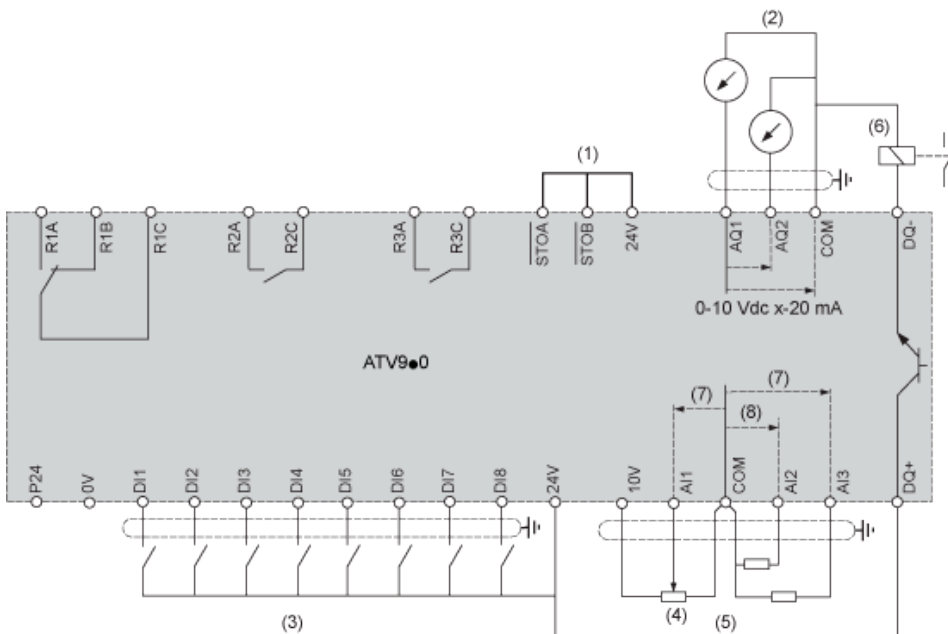 (2)
(6)
(1)
R1A
R1B
R1C
R2A
R2C
R3A
R3C
STOA
STOB
24V
AQ1
AQ2
COM
DQ-
0-10 Vdc x-20 mA
ATV9●0
(7)
(7)
(8)
P24
0V
DI1
DI2
DI3
DI4
DI5
DI6
DI7
DI8
24V
10V
AI1
COM
AI2
AI3
DQ+
(3)
(4)
(5)